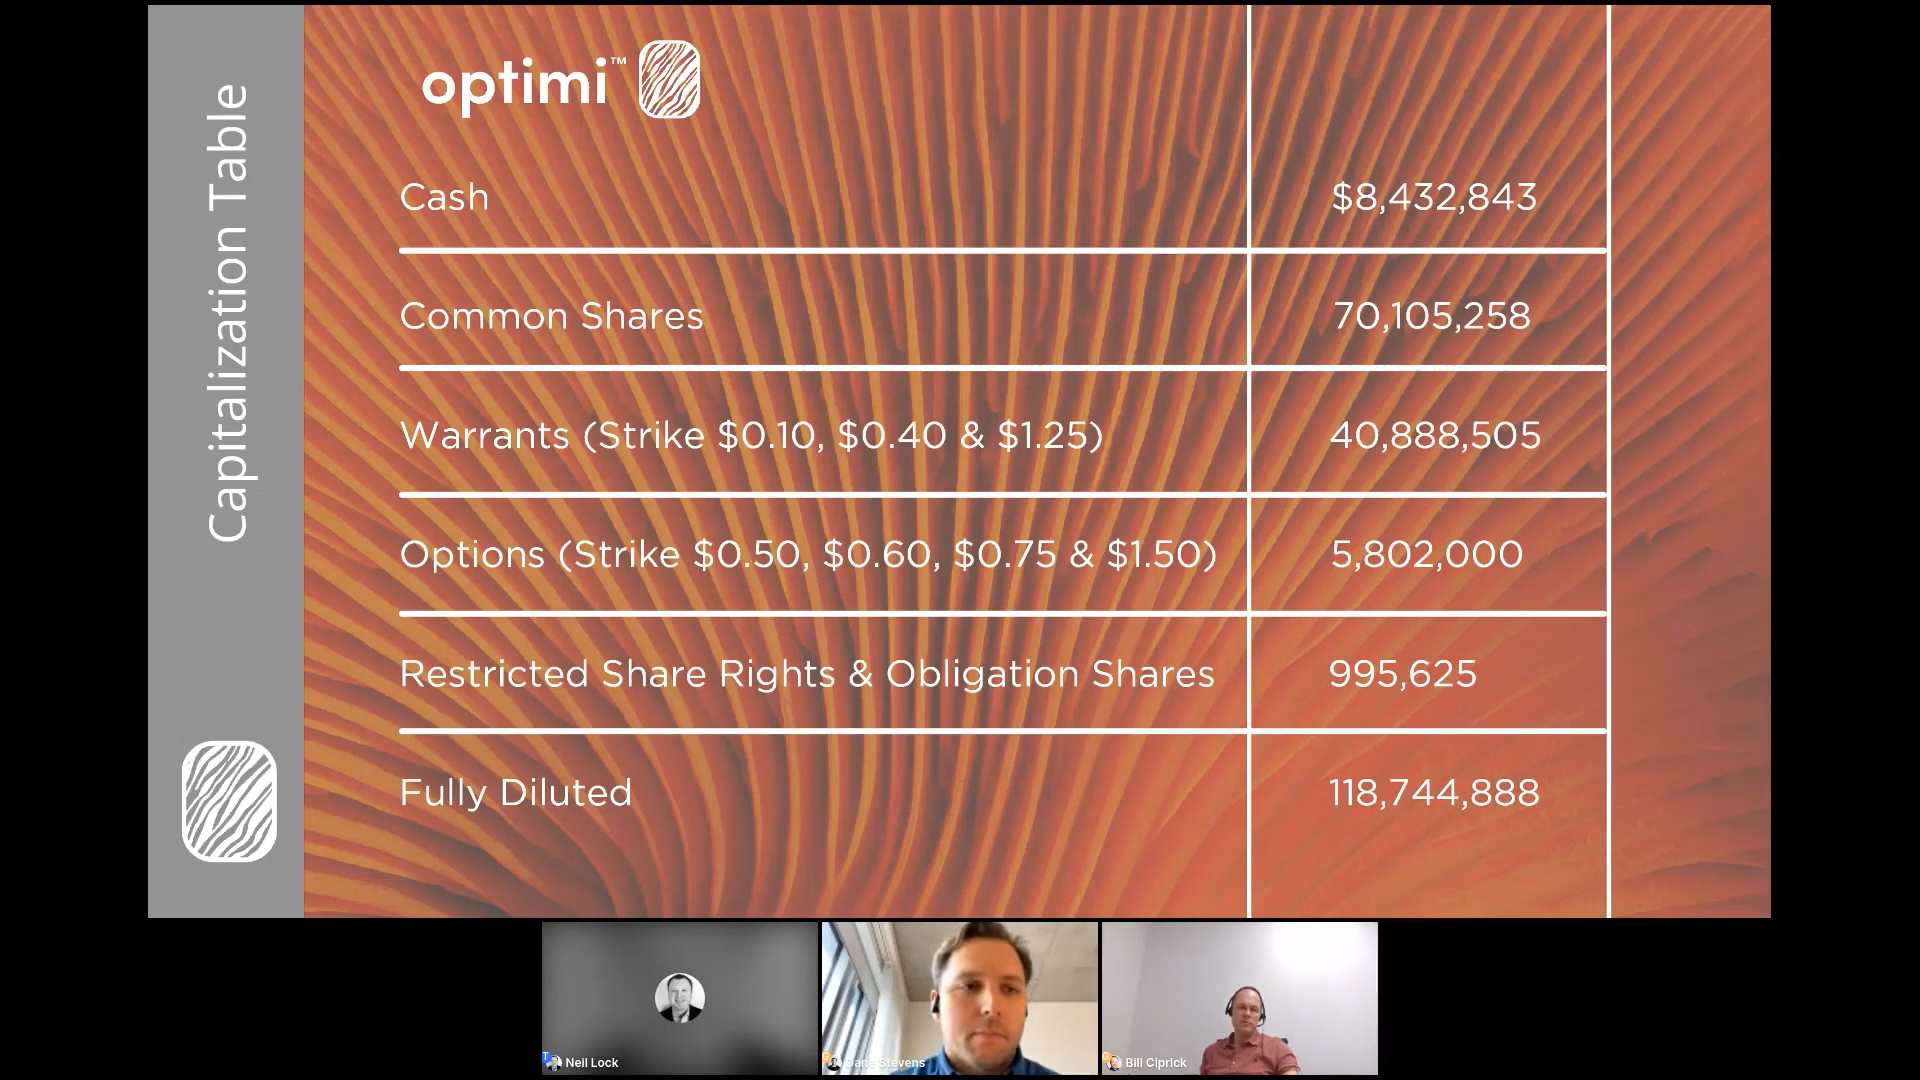 Capitalization Table
optimi™
Cash $8,432,843
Common Shares 70,105,258
Warrants (Strike $0.10, $0.40 & $1.25) 40,888,505
Options (Strike $0.50, $0.60, $0.75 & $1.50) 5,802,000
Restricted Share Rights & Obligation Shares 995,625
Fully Diluted 118,744,888
Neil Lock
Dane Stevens
Bill Ciprick